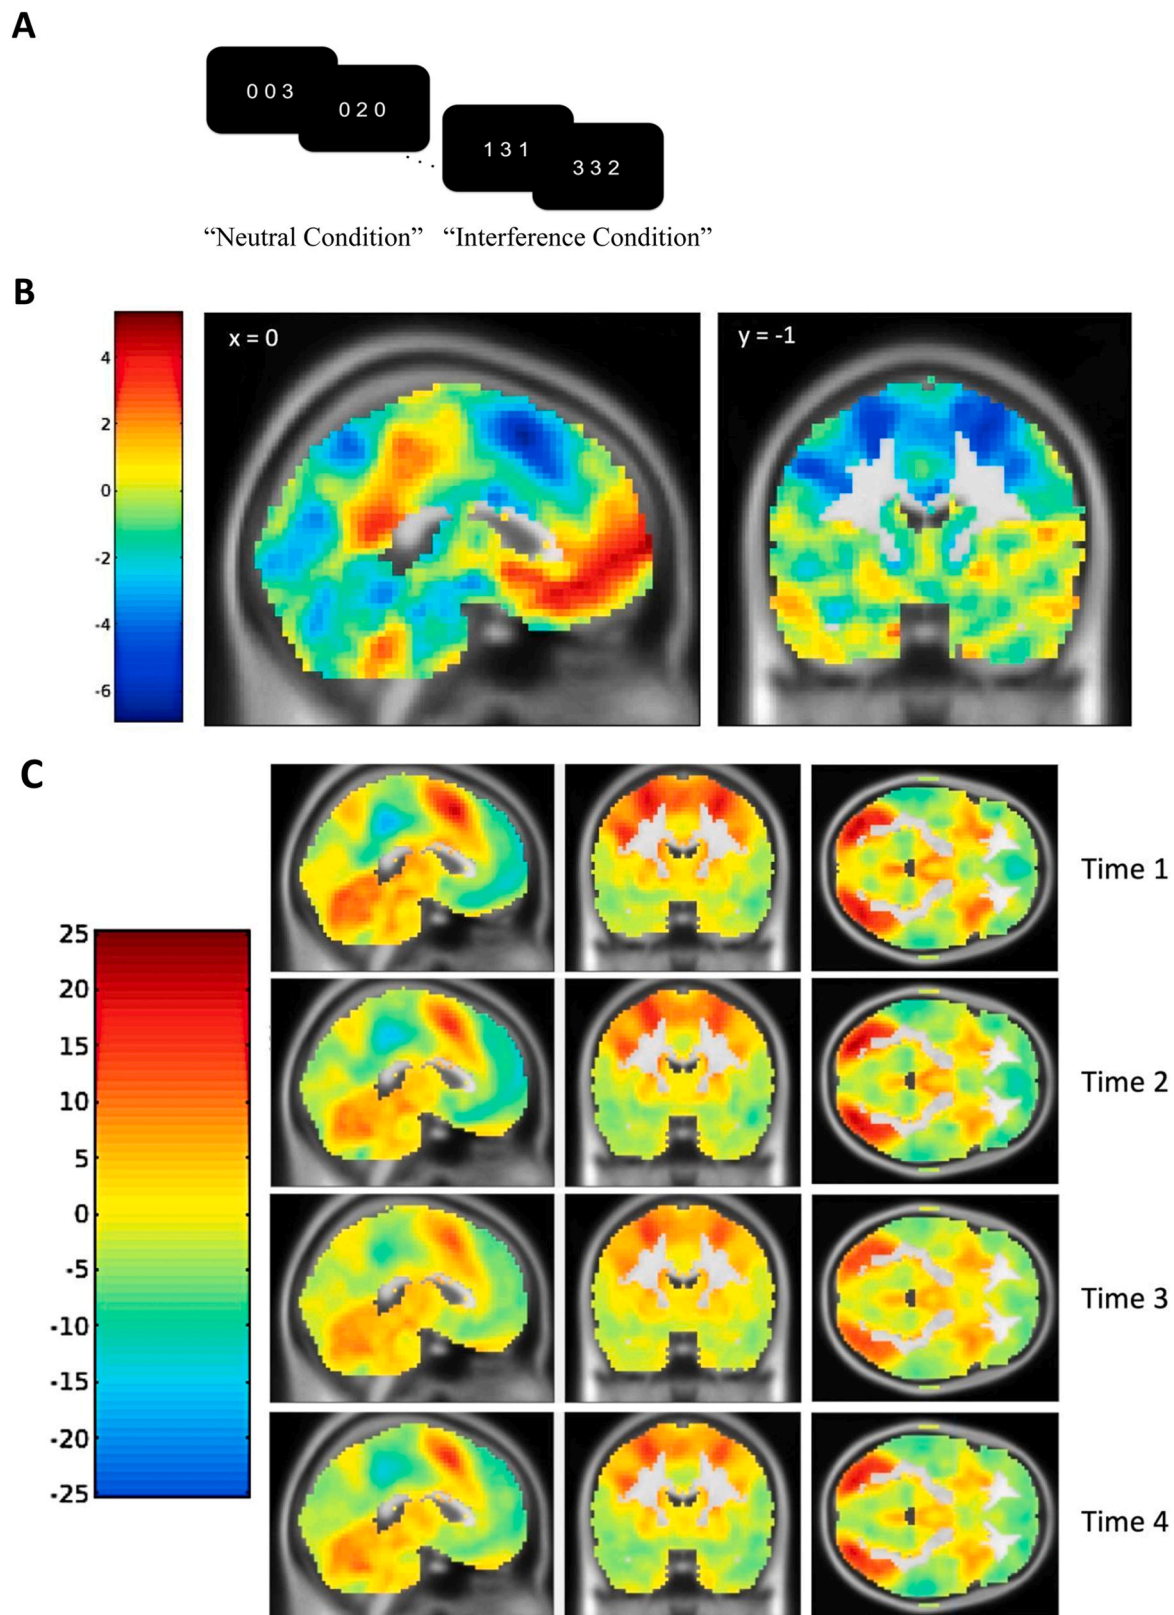 A
0 0 3
0 2 0
1 3 1
3 3 2
“Neutral Condition” “Interference Condition”
B
4
2
0
-2
-4
-6
x = 0
y = -1
C
25
20
15
10
5
0
-5
-10
-15
-20
-25
Time 1
Time 2
Time 3
Time 4